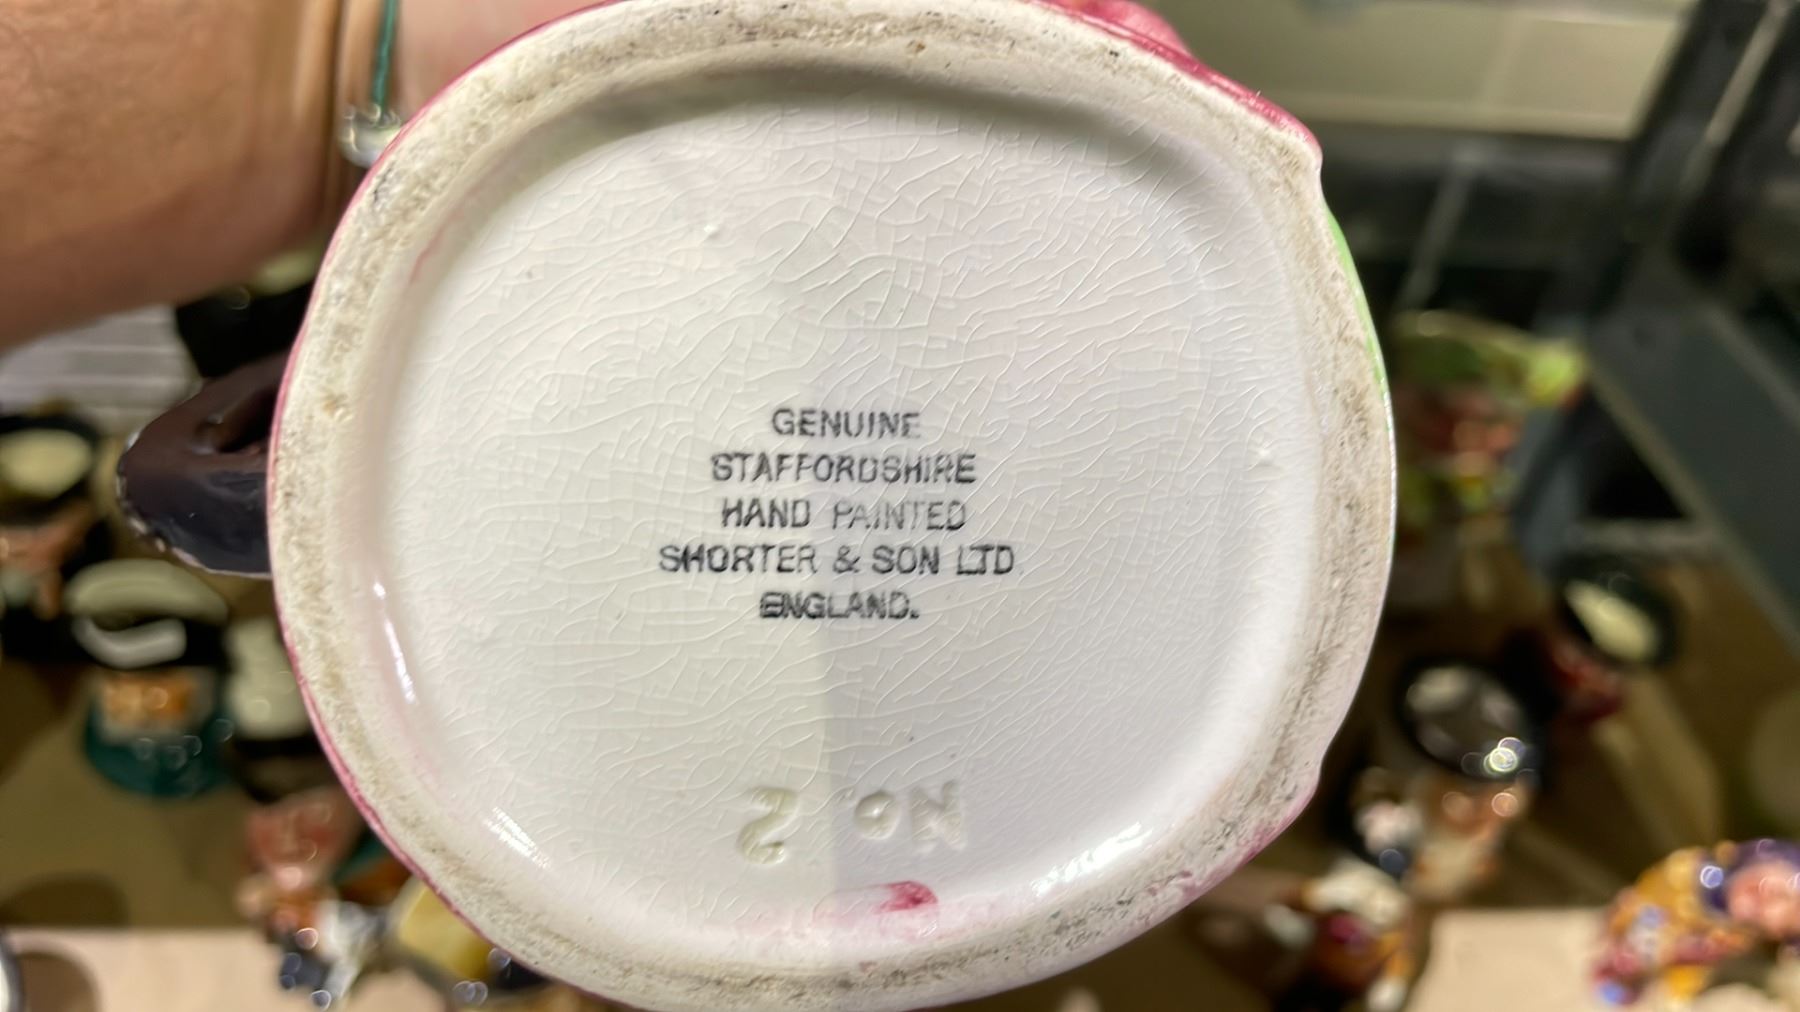 GENUINE
STAFFORDSHIRE
HAND PAINTED
SHORTER & SON LTD
ENGLAND.
No. 2